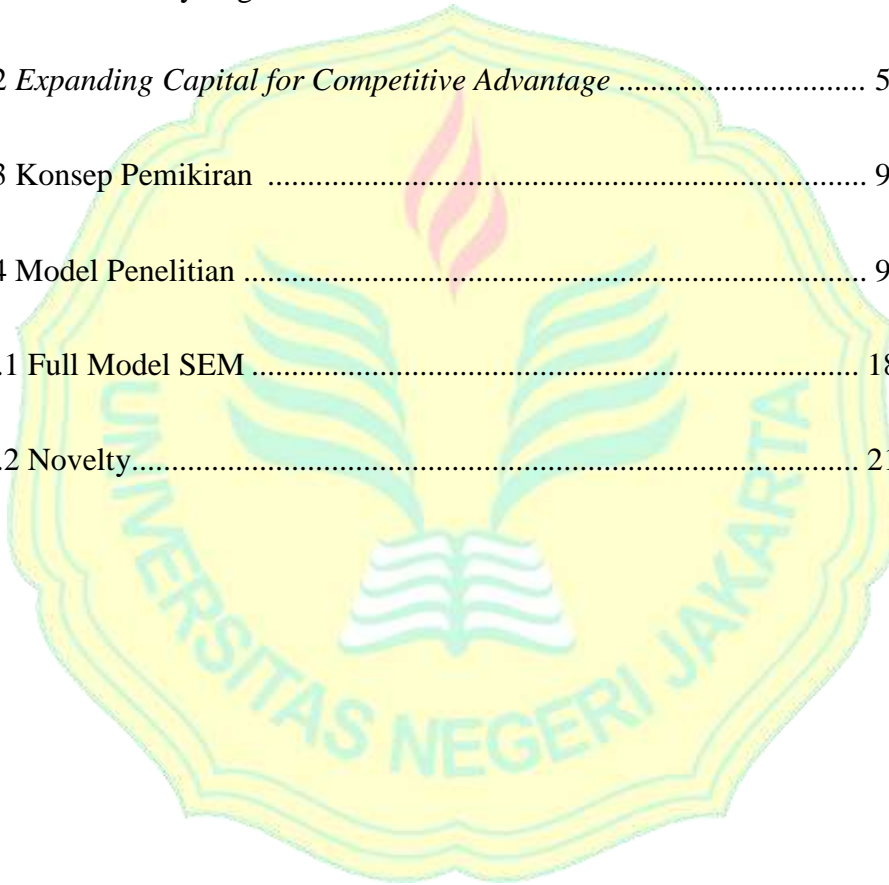 2 Expanding Capital for Competitive Advantage ............................. 5
3 Konsep Pemikiran ...................................................................... 9
4 Model Penelitian ......................................................................... 9
.1 Full Model SEM ....................................................................... 18
.2 Novelty..................................................................................... 21
UNIVERSITAS NEGERI JAKARTA